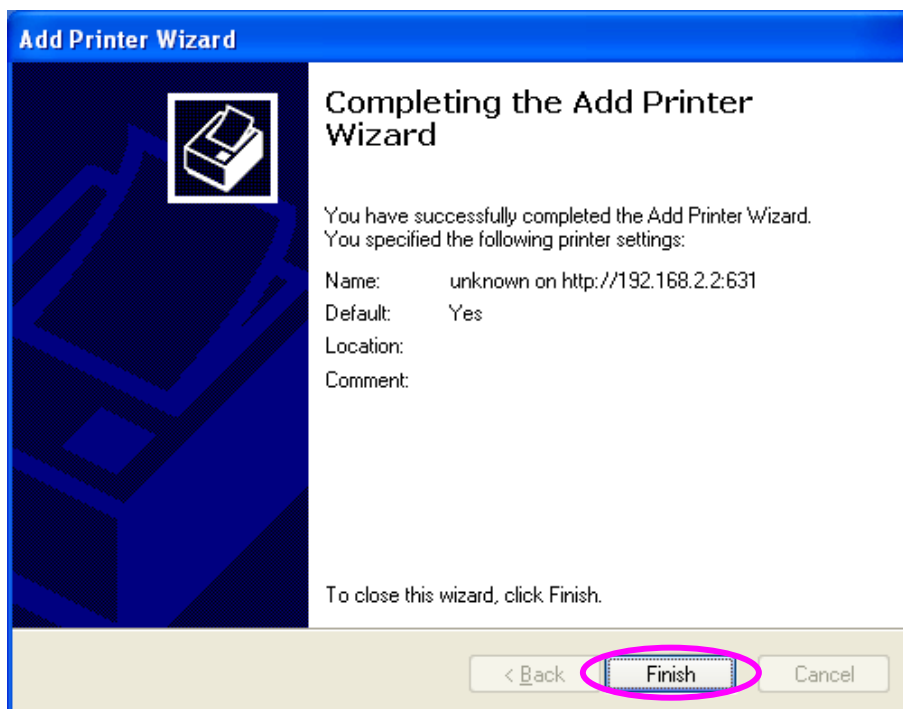 Add Printer Wizard
Completing the Add Printer
Wizard
You have successfully completed the Add Printer Wizard.
You specified the following printer settings:
Name: unknown on http://192.168.2.2:631
Default: Yes
Location:
Comment:
To close this wizard, click Finish.
< Back Finish Cancel